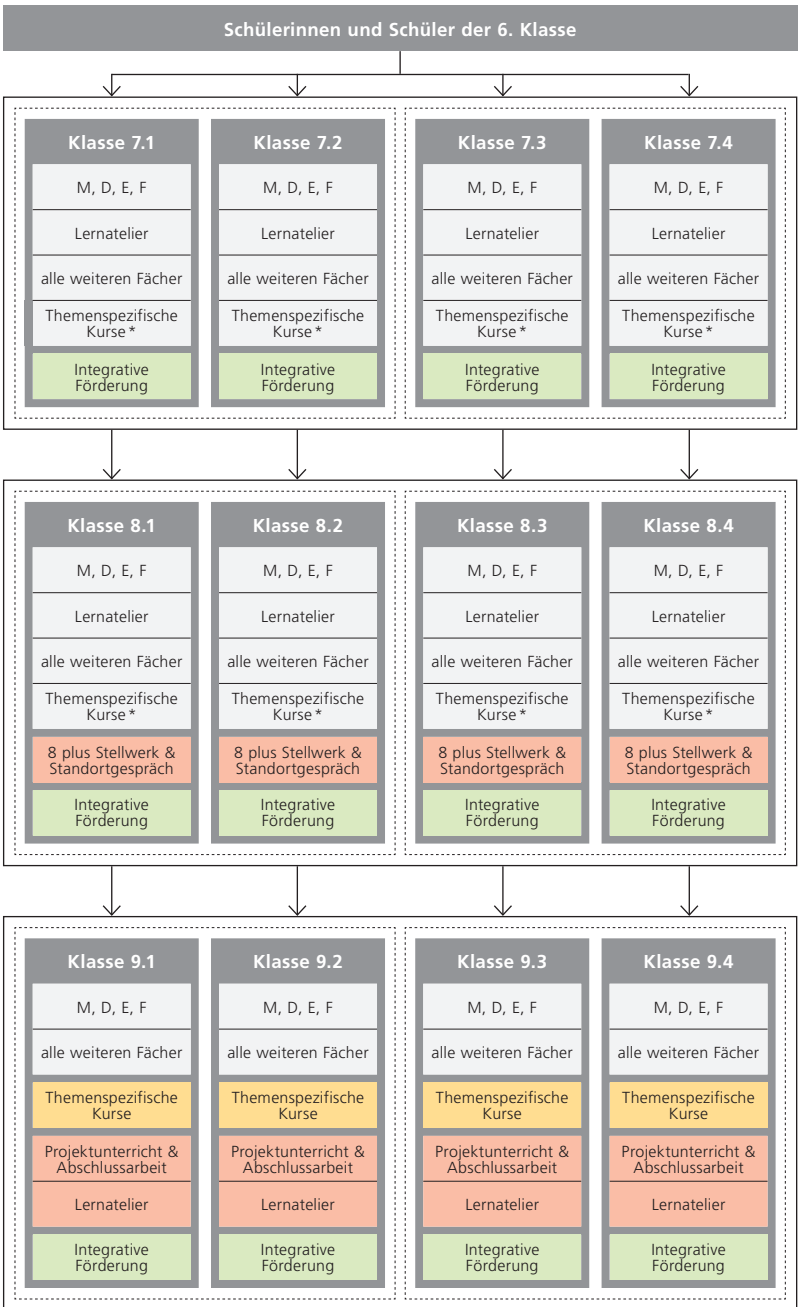 Schülerinnen und Schüler der 6. Klasse
Klasse 7.1
M, D, E, F
Lernatelier
alle weiteren Fächer
Themenspezifische
Kurse *
Integrative
Förderung
Klasse 7.2
M, D, E, F
Lernatelier
alle weiteren Fächer
Themenspezifische
Kurse *
Integrative
Förderung
Klasse 7.3
M, D, E, F
Lernatelier
alle weiteren Fächer
Themenspezifische
Kurse *
Integrative
Förderung
Klasse 7.4
M, D, E, F
Lernatelier
alle weiteren Fächer
Themenspezifische
Kurse *
Integrative
Förderung
Klasse 8.1
M, D, E, F
Lernatelier
alle weiteren Fächer
Themenspezifische
Kurse *
8 plus Stellwerk &
Standortgespräch
Integrative
Förderung
Klasse 8.2
M, D, E, F
Lernatelier
alle weiteren Fächer
Themenspezifische
Kurse *
8 plus Stellwerk &
Standortgespräch
Integrative
Förderung
Klasse 8.3
M, D, E, F
Lernatelier
alle weiteren Fächer
Themenspezifische
Kurse *
8 plus Stellwerk &
Standortgespräch
Integrative
Förderung
Klasse 8.4
M, D, E, F
Lernatelier
alle weiteren Fächer
Themenspezifische
Kurse *
8 plus Stellwerk &
Standortgespräch
Integrative
Förderung
Klasse 9.1
M, D, E, F
alle weiteren Fächer
Themenspezifische
Kurse
Projektunterricht &
Abschlussarbeit
Lernatelier
Integrative
Förderung
Klasse 9.2
M, D, E, F
alle weiteren Fächer
Themenspezifische
Kurse
Projektunterricht &
Abschlussarbeit
Lernatelier
Integrative
Förderung
Klasse 9.3
M, D, E, F
alle weiteren Fächer
Themenspezifische
Kurse
Projektunterricht &
Abschlussarbeit
Lernatelier
Integrative
Förderung
Klasse 9.4
M, D, E, F
alle weiteren Fächer
Themenspezifische
Kurse
Projektunterricht &
Abschlussarbeit
Lernatelier
Integrative
Förderung